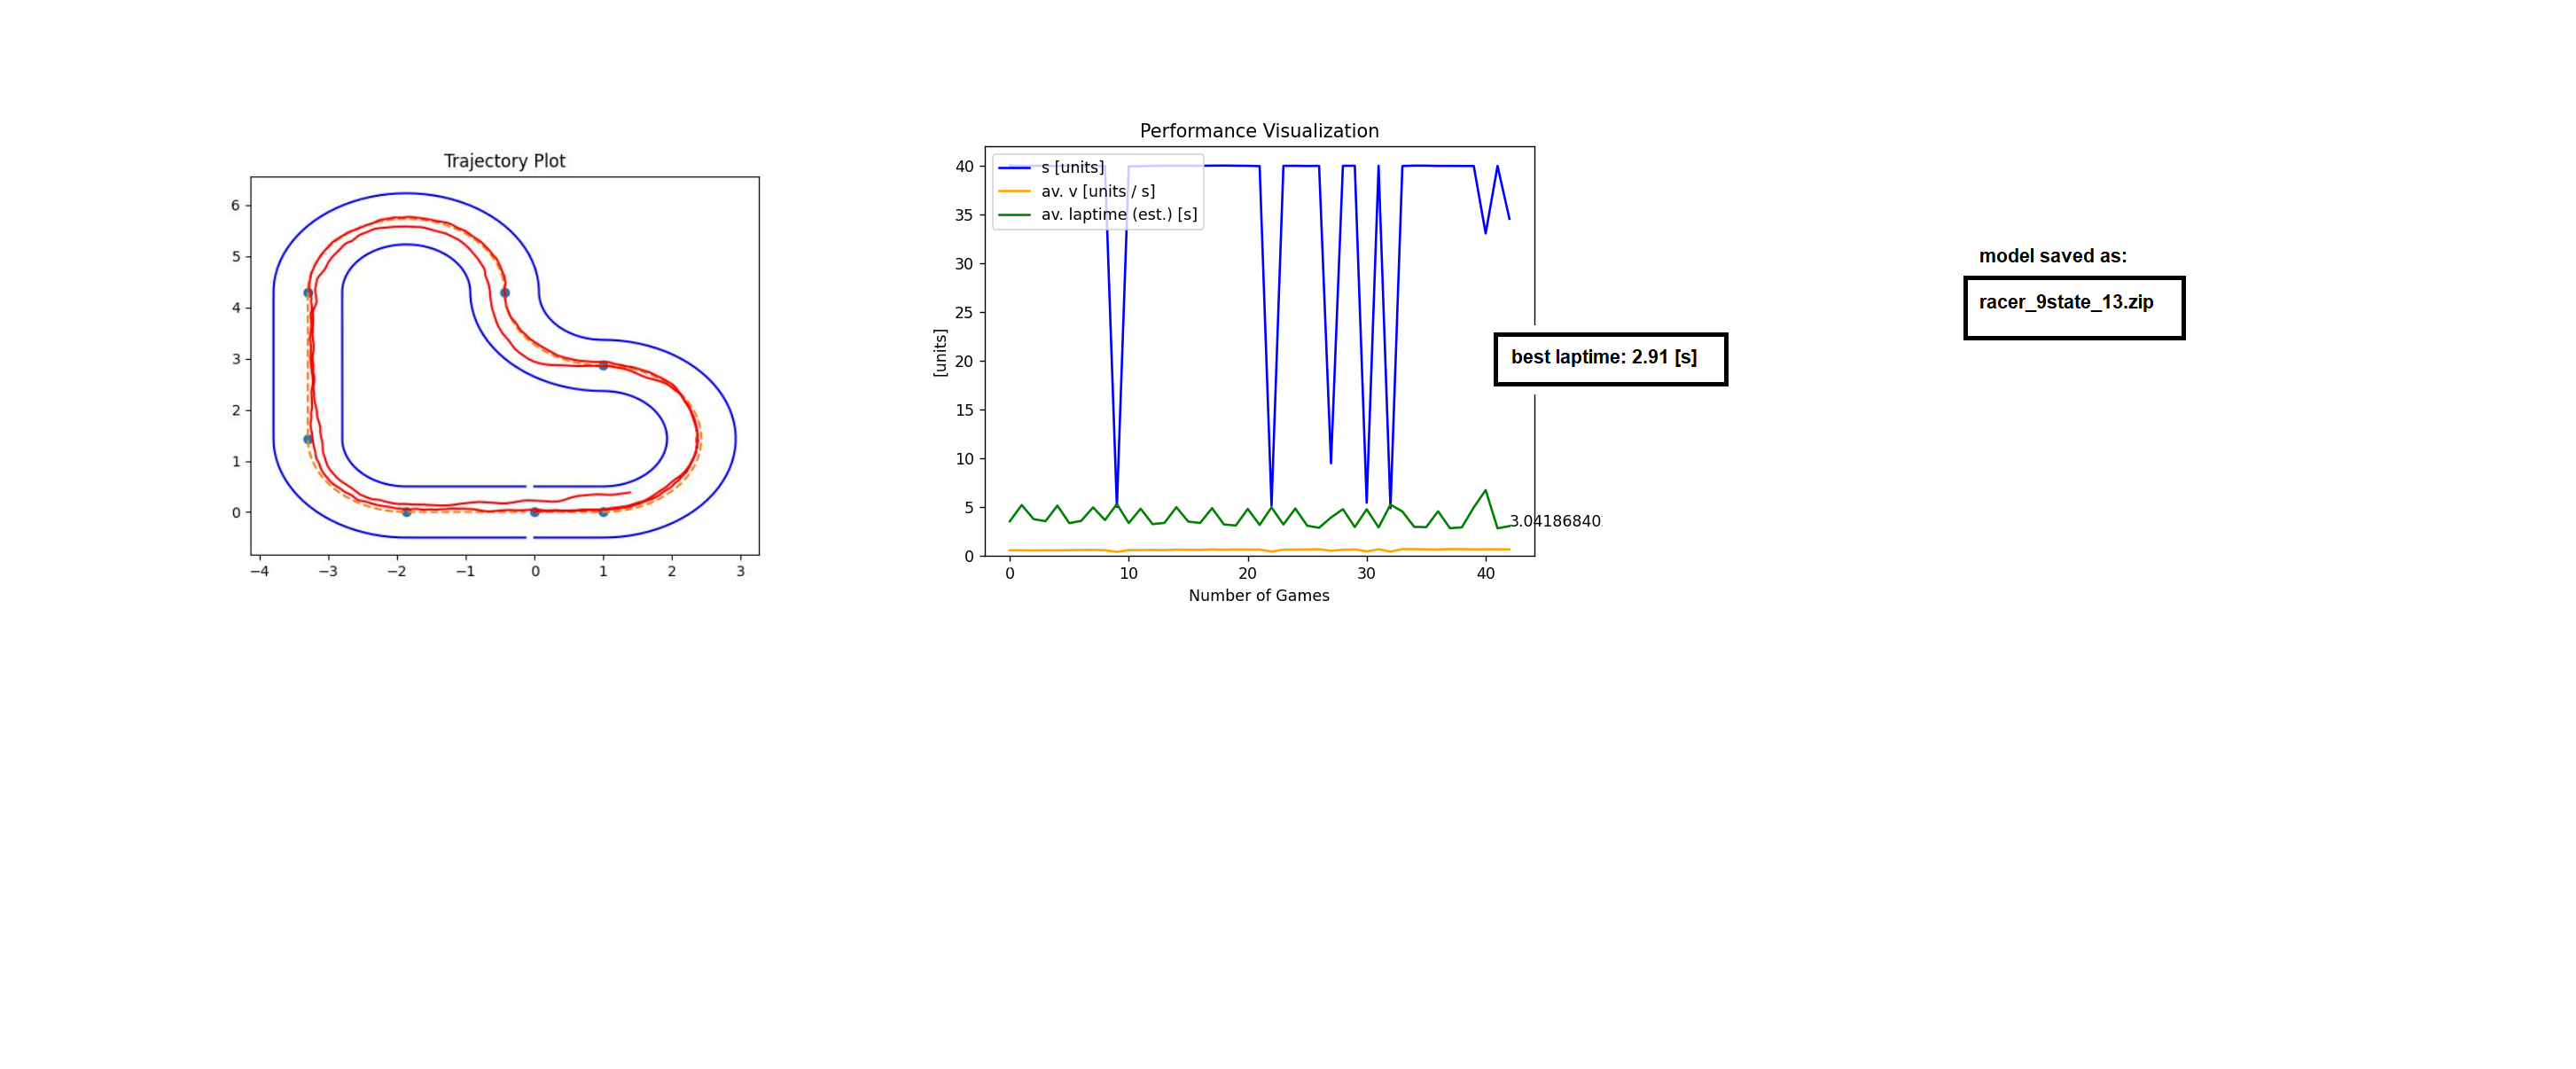 Trajectory Plot
6
5
4
3
2
1
0
−4 −3 −2 −1 0 1 2 3
Performance Visualization
s [units]
av. v [units / s]
av. laptime (est.) [s]
[units]
40
35
30
25
20
15
10
5
0
0 10 20 30 40
Number of Games
3.04186840
best laptime: 2.91 [s]
model saved as:
racer_9state_13.zip